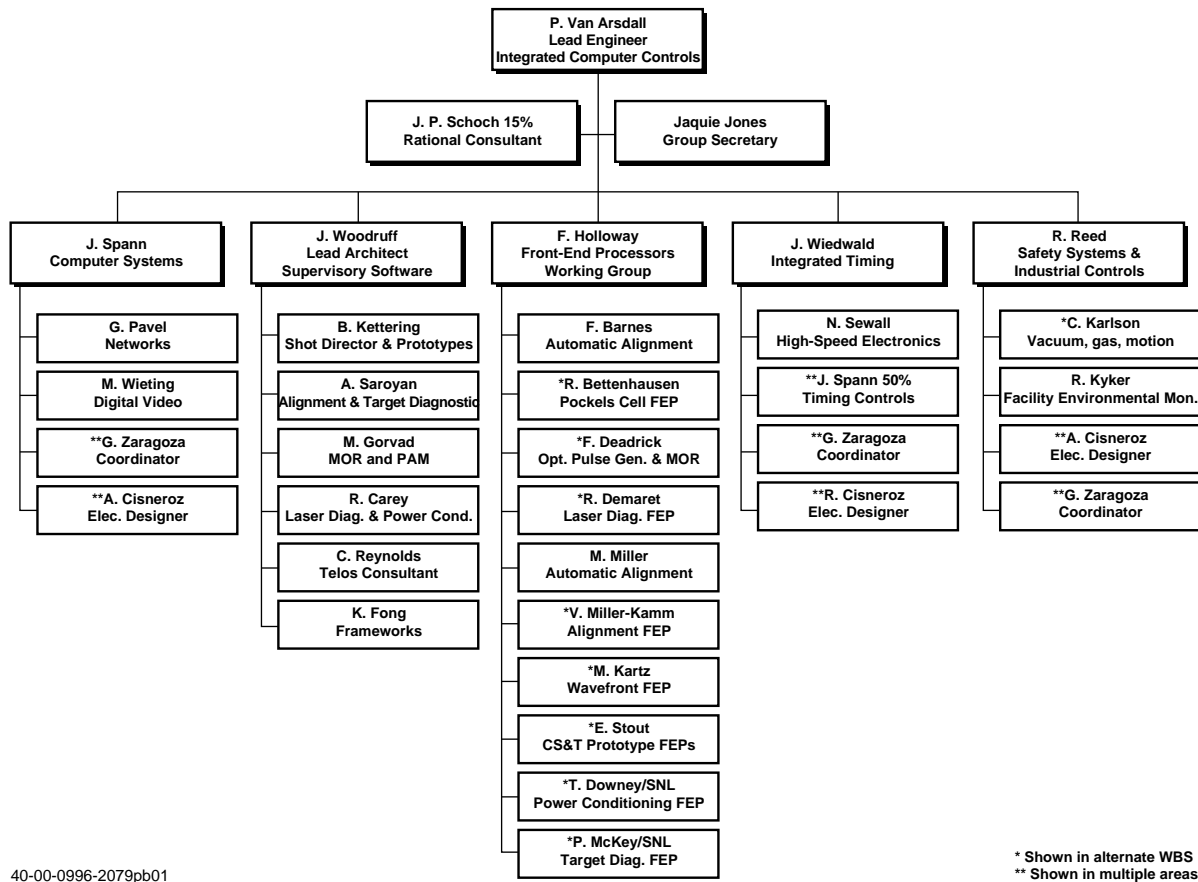 P. Van Arsdall
Lead Engineer
Integrated Computer Controls
J. P. Schoch 15%
Rational Consultant
Jaquie Jones
Group Secretary
J. Spann
Computer Systems
G. Pavel
Networks
M. Wieting
Digital Video
**G. Zaragoza
Coordinator
**A. Cisneroz
Elec. Designer
J. Woodruff
Lead Architect
Supervisory Software
B. Kettering
Shot Director & Prototypes
A. Saroyan
Alignment & Target Diagnostic
M. Gorvad
MOR and PAM
R. Carey
Laser Diag. & Power Cond.
C. Reynolds
Telos Consultant
K. Fong
Frameworks
F. Holloway
Front-End Processors
Working Group
F. Barnes
Automatic Alignment
*R. Bettenhausen
Pockels Cell FEP
*F. Deadrick
Opt. Pulse Gen. & MOR
*R. Demaret
Laser Diag. FEP
M. Miller
Automatic Alignment
*V. Miller-Kamm
Alignment FEP
*M. Kartz
Wavefront FEP
*E. Stout
CS&T Prototype FEPs
*T. Downey/SNL
Power Conditioning FEP
*P. McKey/SNL
Target Diag. FEP
J. Wiedwald
Integrated Timing
N. Sewall
High-Speed Electronics
**J. Spann 50%
Timing Controls
**G. Zaragoza
Coordinator
**R. Cisneroz
Elec. Designer
R. Reed
Safety Systems &
Industrial Controls
*C. Karlson
Vacuum, gas, motion
R. Kyker
Facility Environmental Mon.
**A. Cisneroz
Elec. Designer
**G. Zaragoza
Coordinator
40-00-0996-2079pb01
* Shown in alternate WBS
** Shown in multiple areas